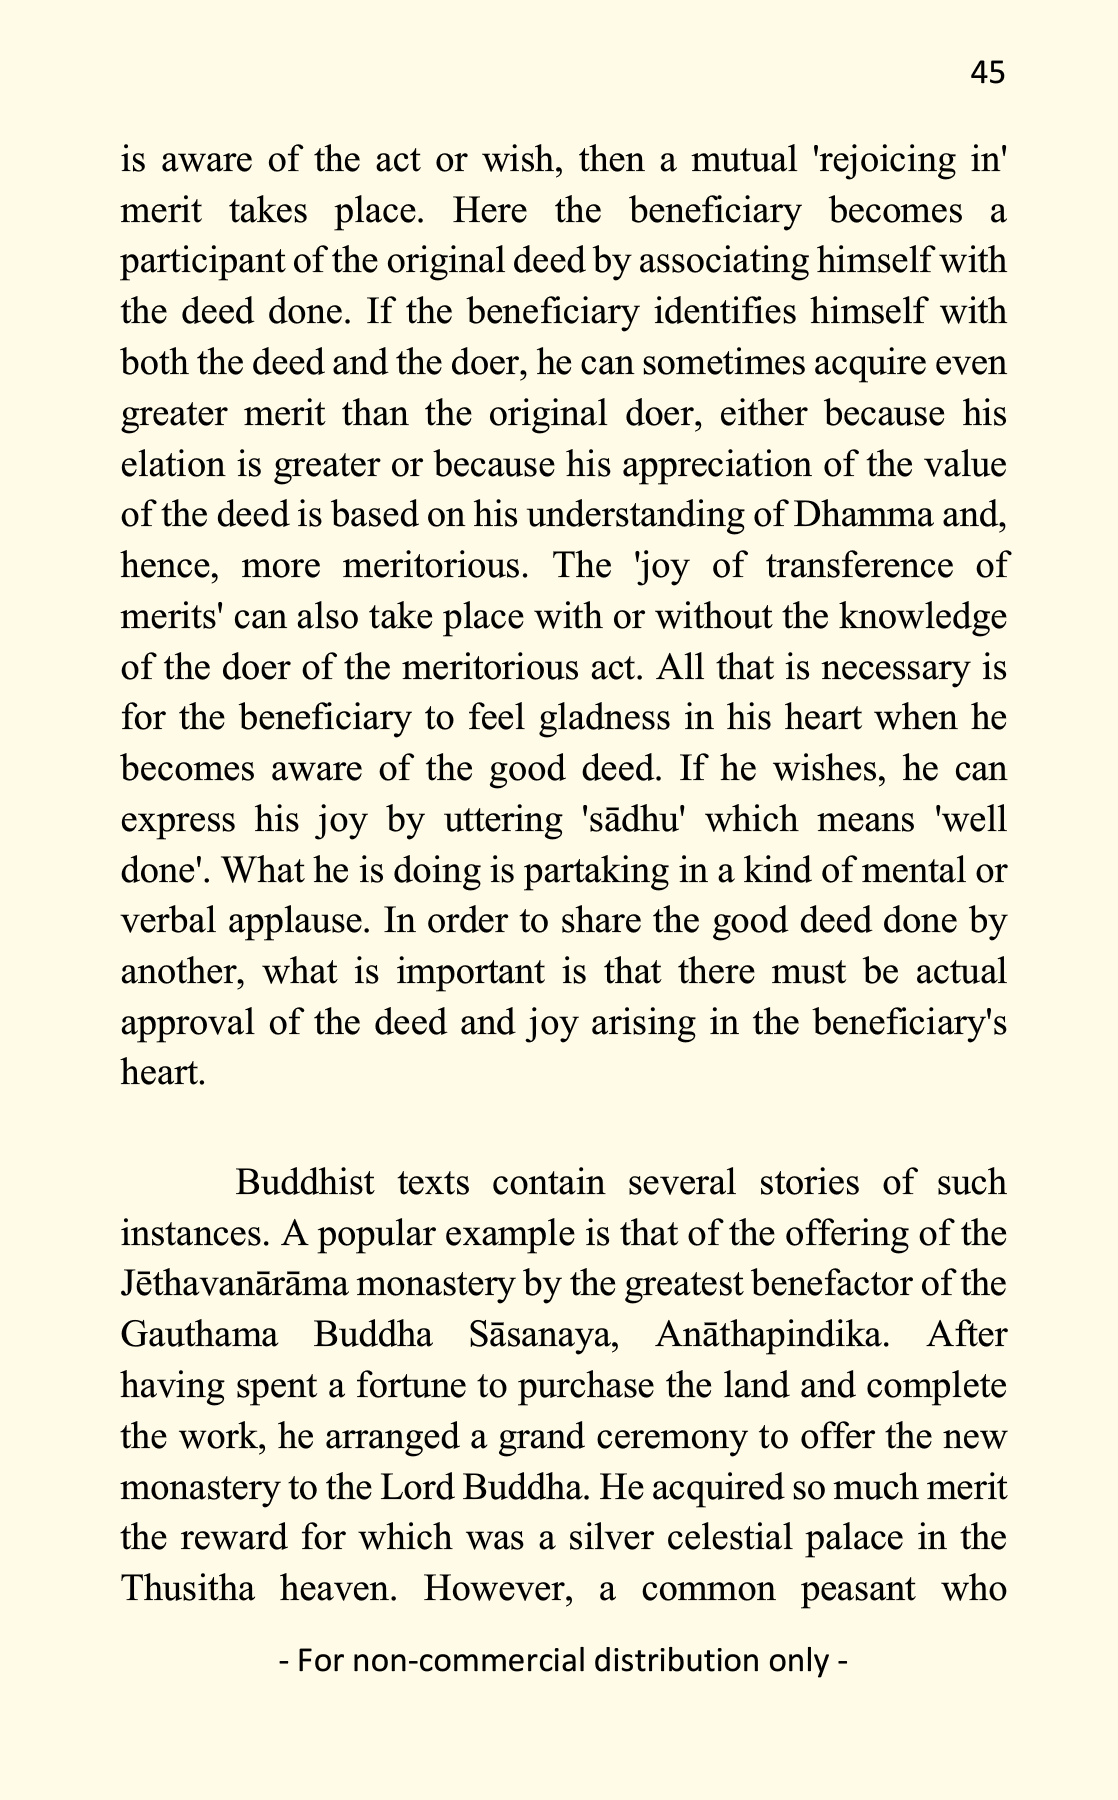 45
is aware of the act or wish, then a mutual 'rejoicing in'
merit takes place. Here the beneficiary becomes a
participant of the original deed by associating himself with
the deed done. If the beneficiary identifies himself with
both the deed and the doer, he can sometimes acquire even
greater merit than the original doer, either because his
elation is greater or because his appreciation of the value
of the deed is based on his understanding of Dhamma and,
hence, more meritorious. The 'joy of transference of
merits' can also take place with or without the knowledge
of the doer of the meritorious act. All that is necessary is
for the beneficiary to feel gladness in his heart when he
becomes aware of the good deed. If he wishes, he can
express his joy by uttering 'sādhu' which means 'well
done'. What he is doing is partaking in a kind of mental or
verbal applause. In order to share the good deed done by
another, what is important is that there must be actual
approval of the deed and joy arising in the beneficiary's
heart.
Buddhist texts contain several stories of such
instances. A popular example is that of the offering of the
Jēthavanārāma monastery by the greatest benefactor of the
Gauthama Buddha Sāsanaya, Anāthapindika. After
having spent a fortune to purchase the land and complete
the work, he arranged a grand ceremony to offer the new
monastery to the Lord Buddha. He acquired so much merit
the reward for which was a silver celestial palace in the
Thusitha heaven. However, a common peasant who
- For non-commercial distribution only -